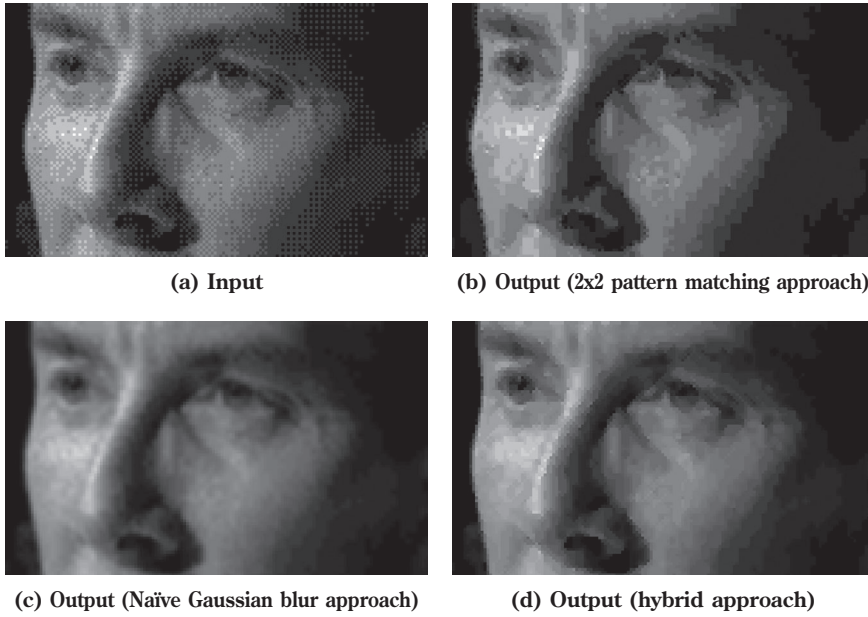 (a) Input
(b) Output (2x2 pattern matching approach)
(c) Output (Naïve Gaussian blur approach)
(d) Output (hybrid approach)